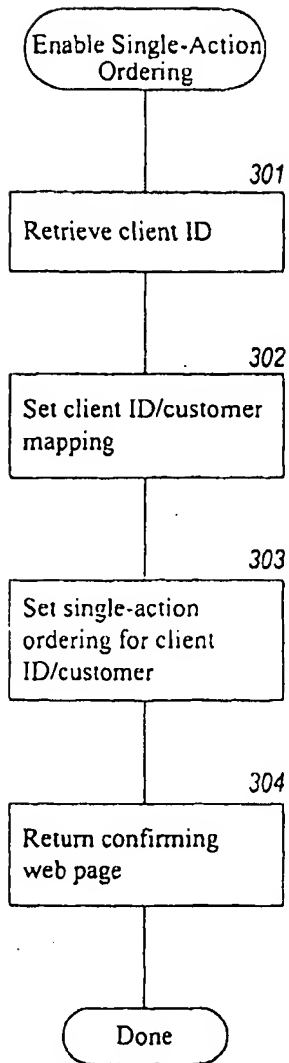 Enable Single-Action
Ordering
301
Retrieve client ID
302
Set client ID/customer
mapping
303
Set single-action
ordering for client
ID/customer
304
Return confirming
web page
Done